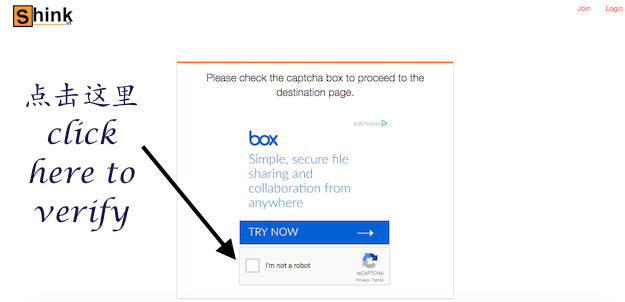 Shink
.in
Join Login
Please check the captcha box to proceed to the
destination page.
点击这里
click
here to
verify
AdChoices
box
Simple, secure file
sharing and
collaboration from
anywhere
TRY NOW
I'm not a robot
reCAPTCHA
Privacy - Terms